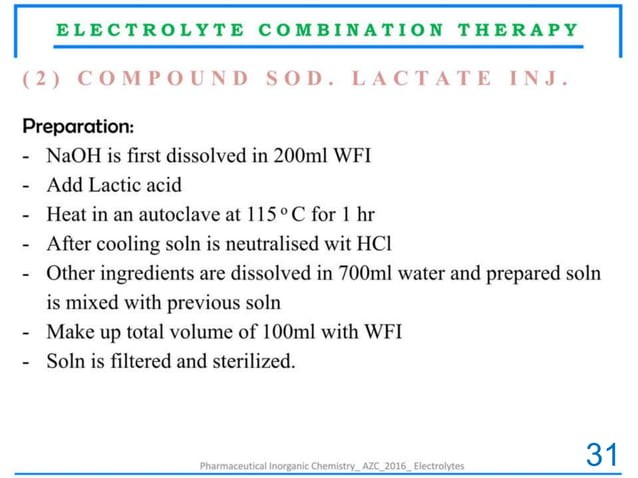 ELECTROLYTE COMBINATION THERAPY
(2) COMPOUND SOD. LACTATE INJ.
Preparation:
- NaOH is first dissolved in 200ml WFI
- Add Lactic acid
- Heat in an autoclave at 115 º C for 1 hr
- After cooling soln is neutralised wit HCl
- Other ingredients are dissolved in 700ml water and prepared soln
is mixed with previous soln
- Make up total volume of 100ml with WFI
- Soln is filtered and sterilized.
Pharmaceutical Inorganic Chemistry_ AZC_2016_ Electrolytes
31